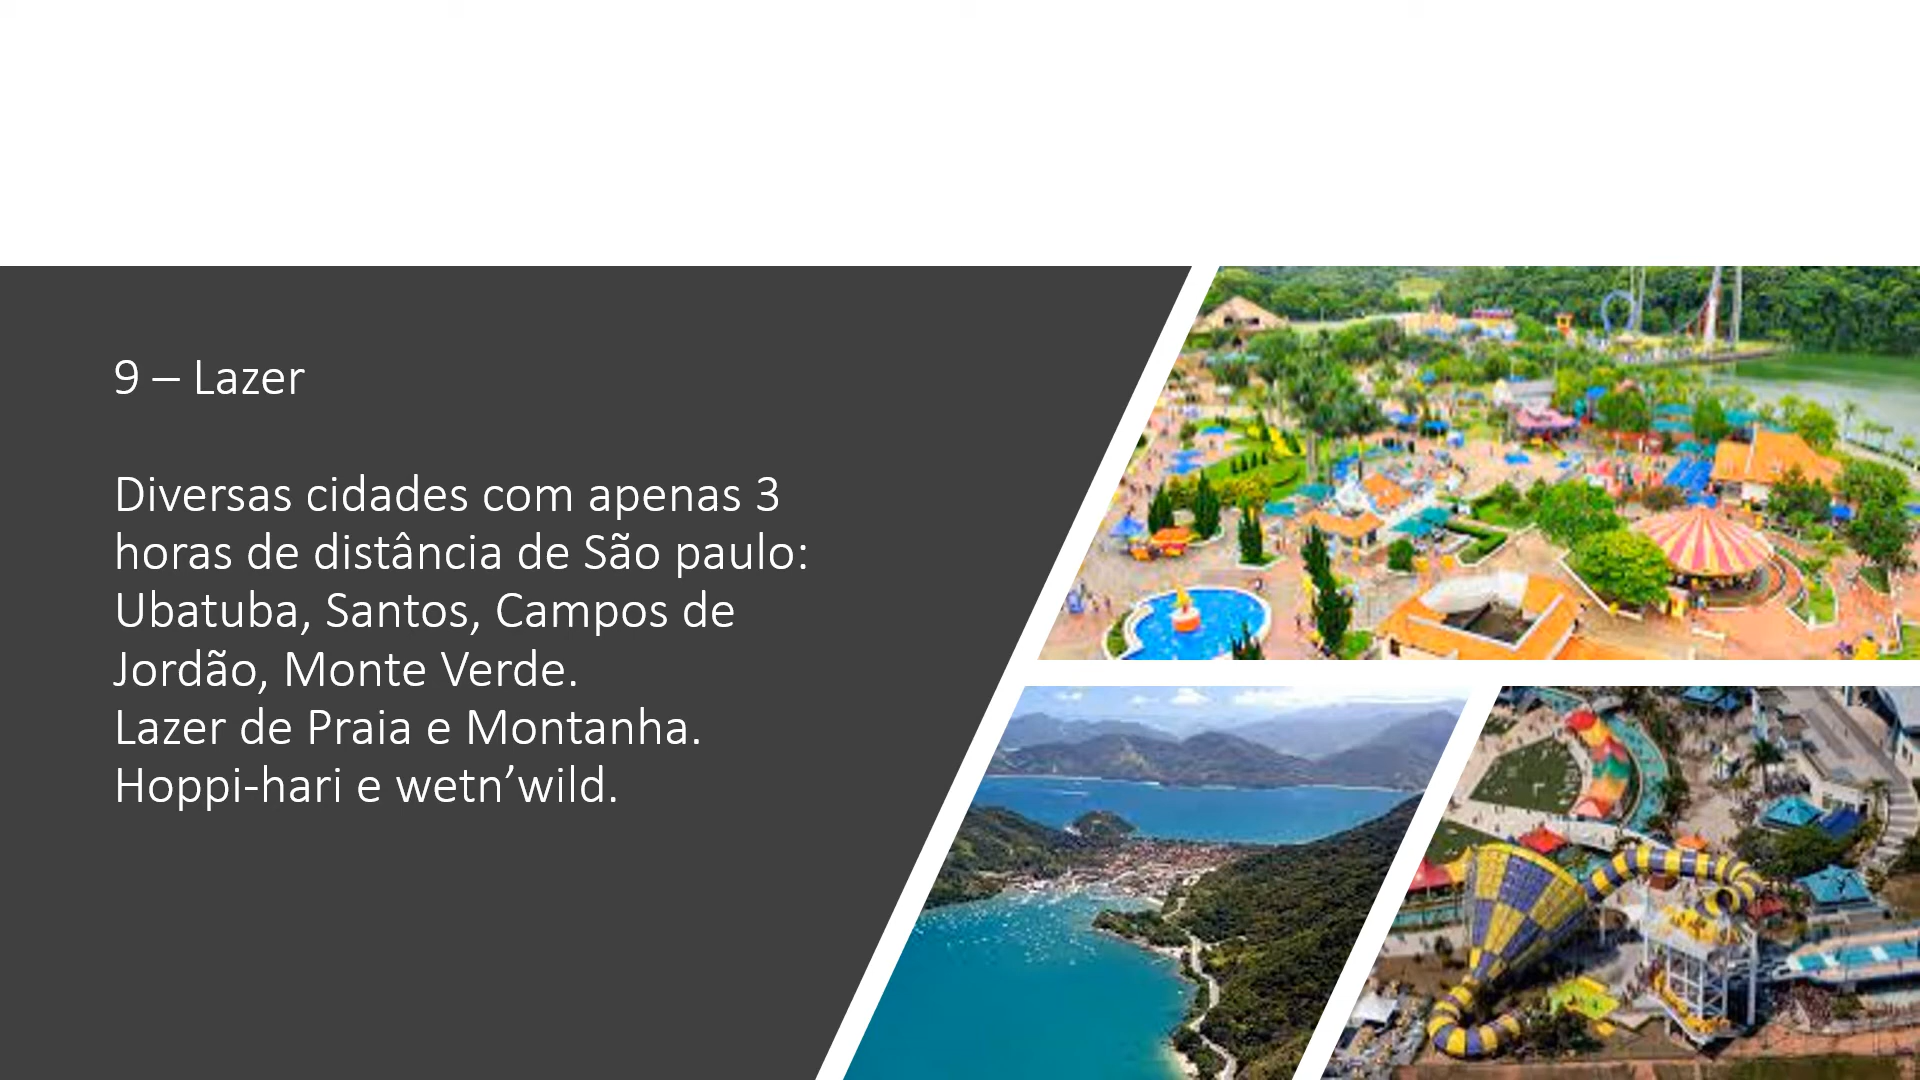 9 – Lazer
Diversas cidades com apenas 3
horas de distância de São paulo:
Ubatuba, Santos, Campos de
Jordão, Monte Verde.
Lazer de Praia e Montanha.
Hoppi-hari e wetn’wild.